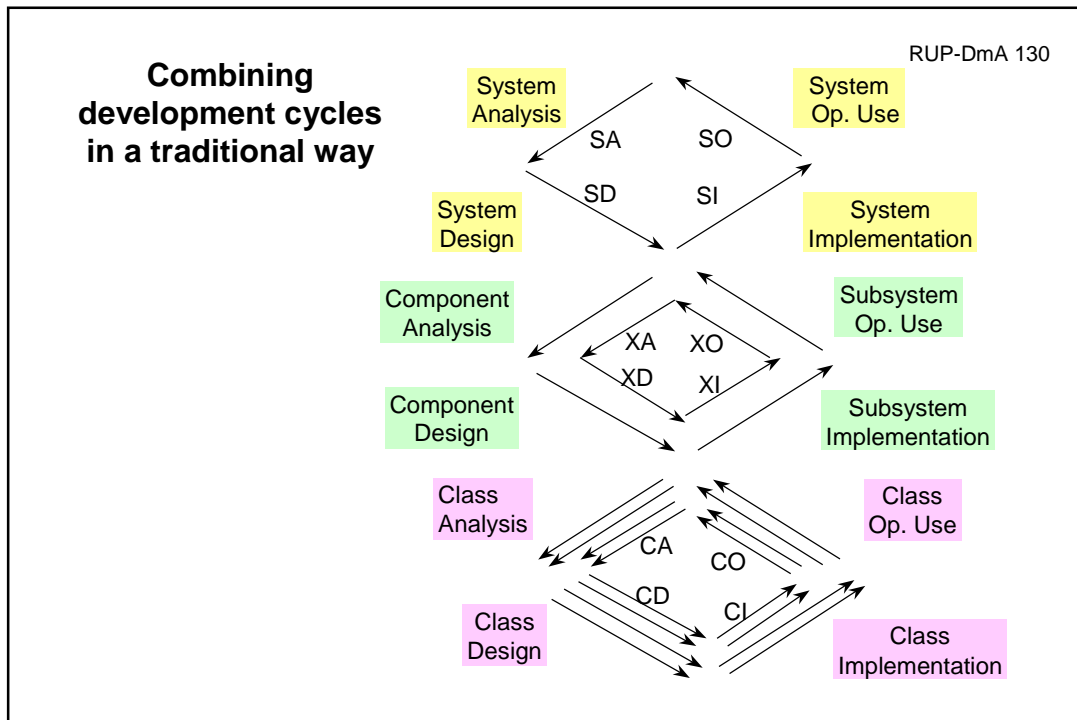 RUP-DmA 130
Combining
development cycles
in a traditional way
System
Analysis
System
Op. Use
SA
SO
SD
SI
System
Design
System
Implementation
Component
Analysis
Subsystem
Op. Use
XA
XO
XD
XI
Component
Design
Subsystem
Implementation
Class
Analysis
Class
Op. Use
CA
CO
CD
CI
Class
Design
Class
Implementation